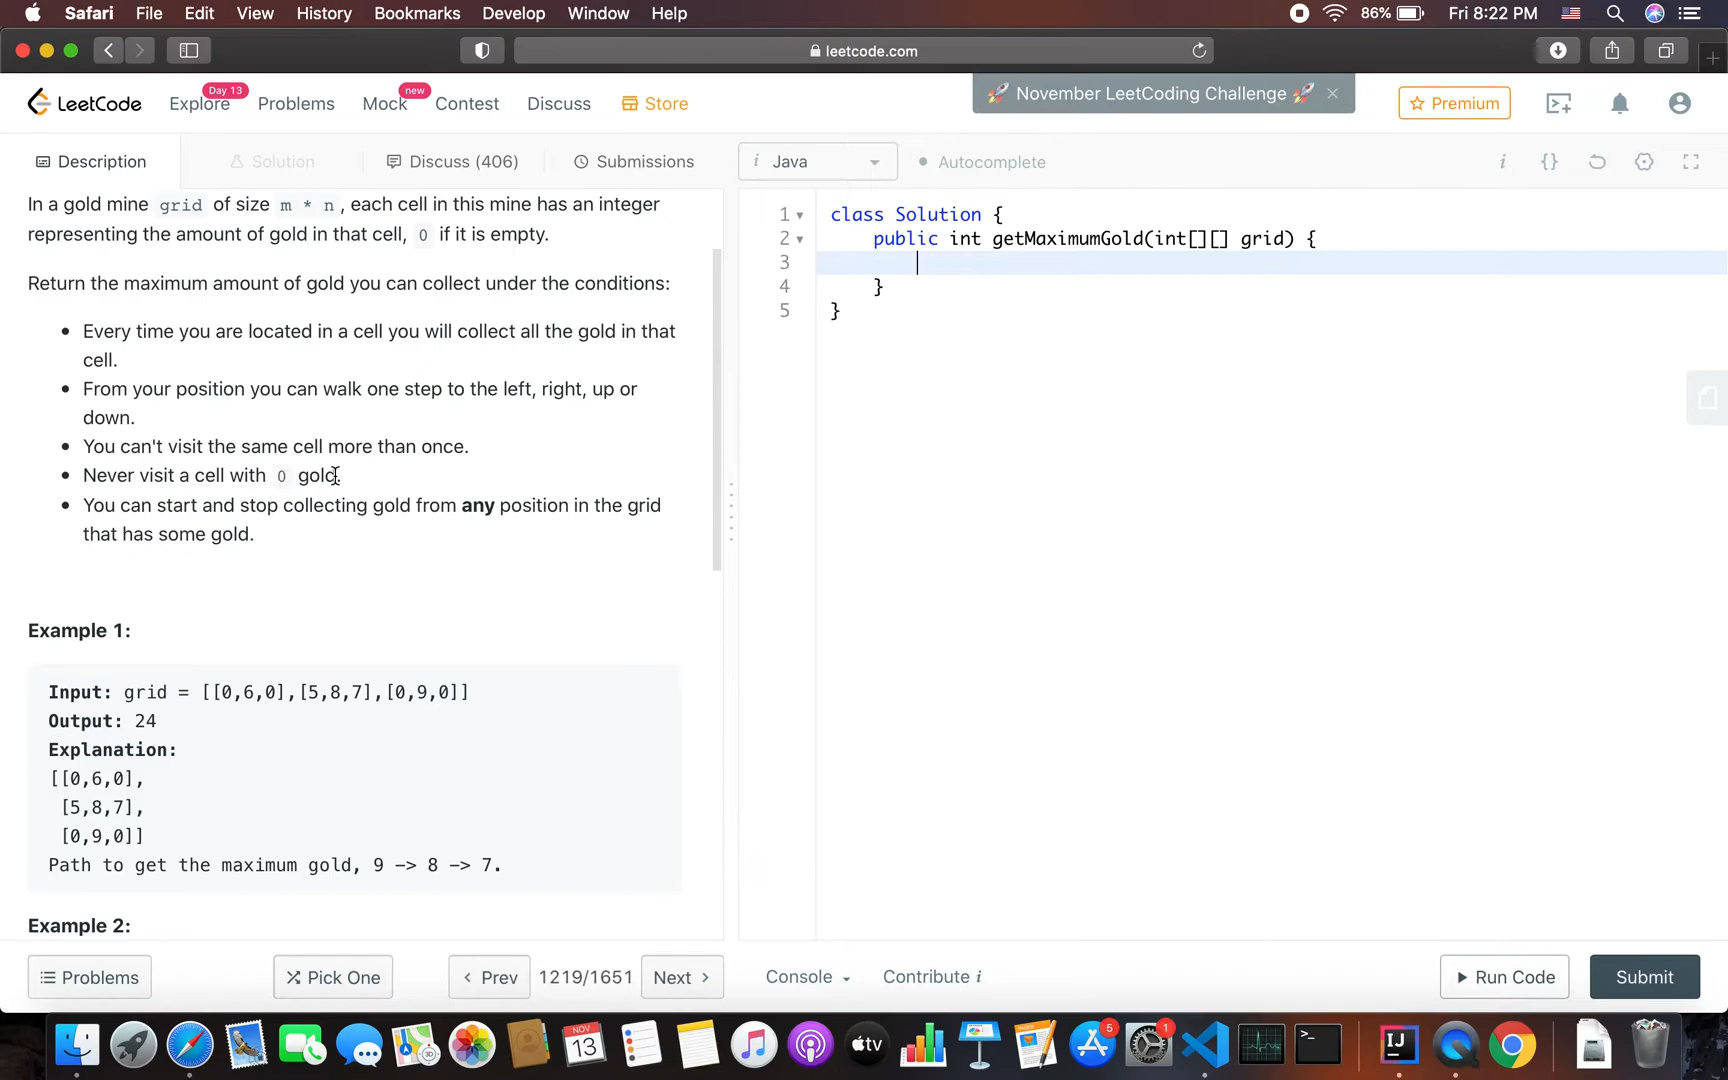 Safari File Edit View History Bookmarks Develop Window Help 86% Fri 8:22 PM
leetcode.com
LeetCode Explore Day 13 Problems Mock new Contest Discuss Store 🚀 November LeetCoding Challenge 🚀 × Premium
Description Solution Discuss (406) Submissions i Java Autocomplete i {}
In a gold mine grid of size m * n, each cell in this mine has an integer
representing the amount of gold in that cell, 0 if it is empty.
Return the maximum amount of gold you can collect under the conditions:
• Every time you are located in a cell you will collect all the gold in that
cell.
• From your position you can walk one step to the left, right, up or
down.
• You can't visit the same cell more than once.
• Never visit a cell with 0 gold.
• You can start and stop collecting gold from any position in the grid
that has some gold.
Example 1:
Input: grid = [[0,6,0],[5,8,7],[0,9,0]]
Output: 24
Explanation:
[[0,6,0],
[5,8,7],
[0,9,0]]
Path to get the maximum gold, 9 -> 8 -> 7.
Example 2:
1 class Solution {
2 public int getMaximumGold(int[][] grid) {
3
4 }
5 }
Problems Pick One < Prev 1219/1651 Next > Console Contribute i Run Code Submit
NOV
13
tv
5
1
IJ